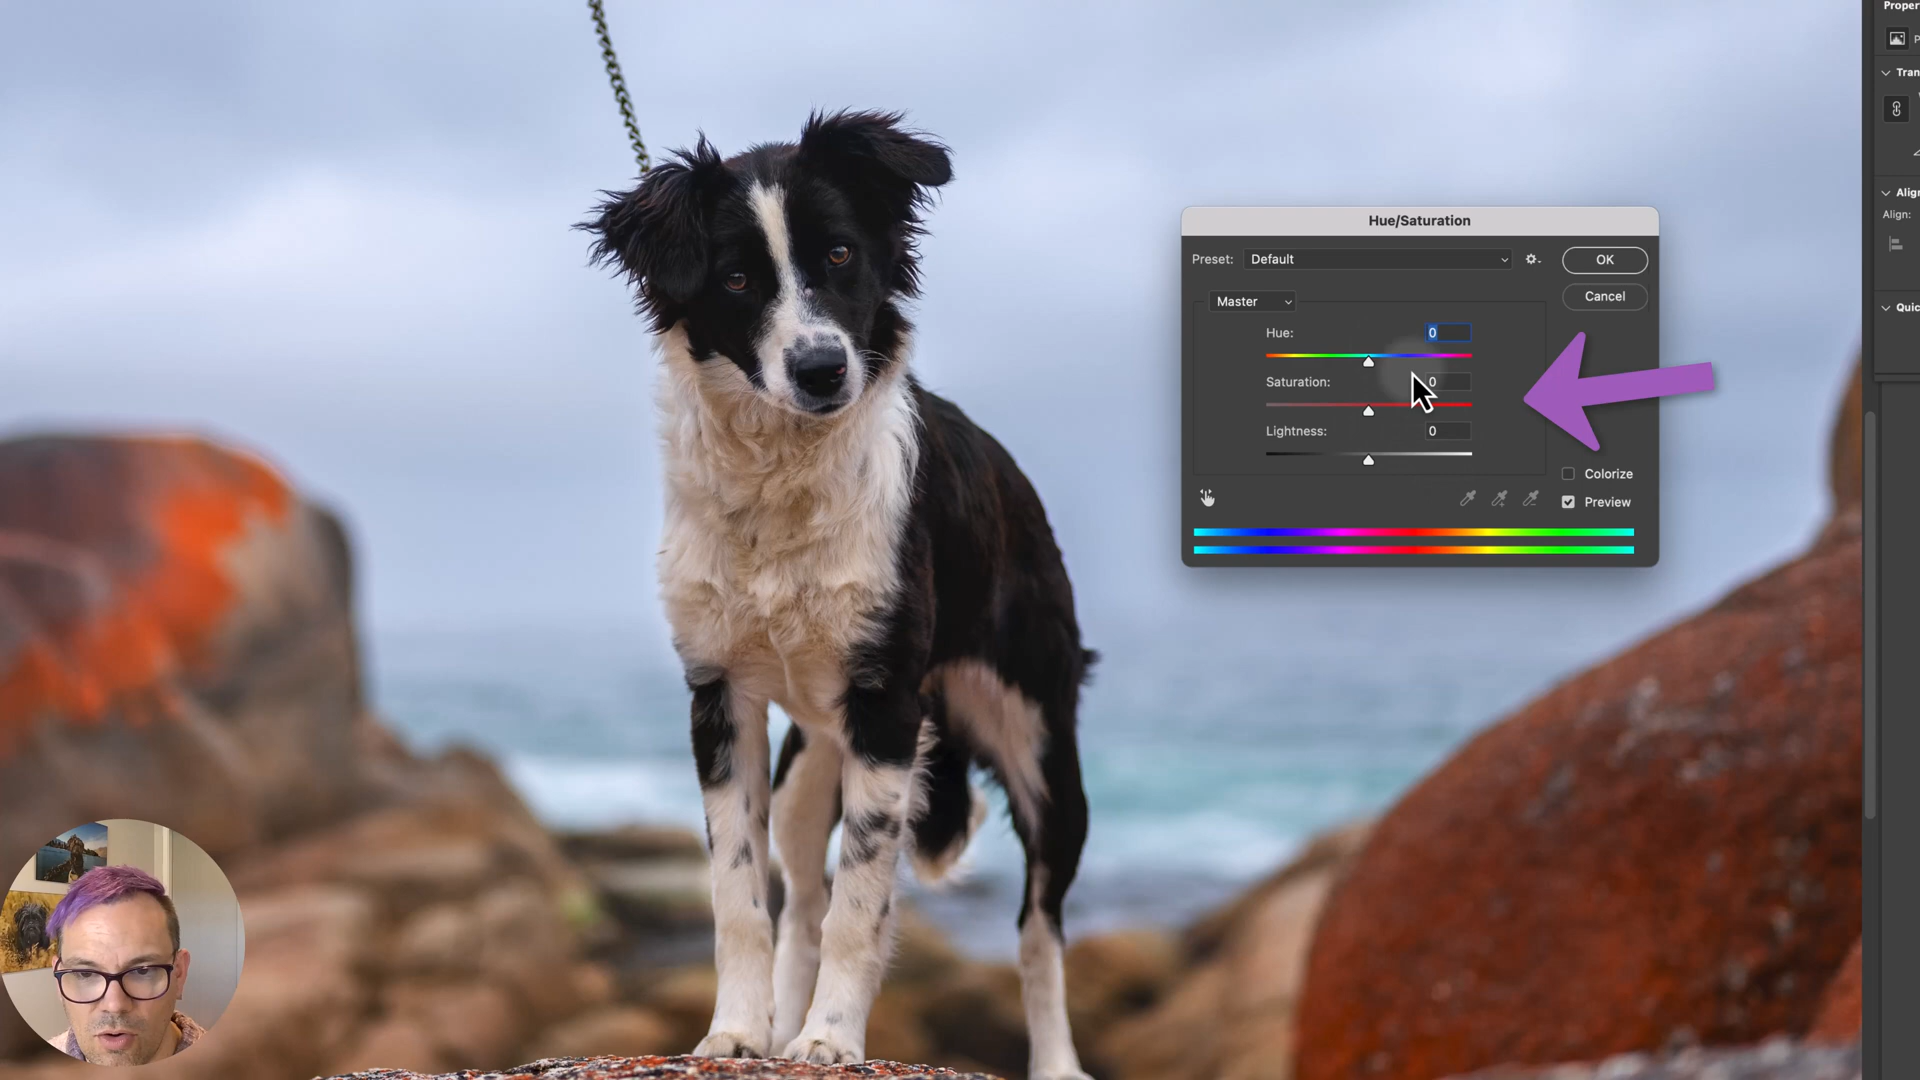 Proper
P
Tran
Align
Align:
Quic
Hue/Saturation
Preset: Default
OK
Cancel
Master
Hue: 0
Saturation: 0
Lightness: 0
Colorize
Preview